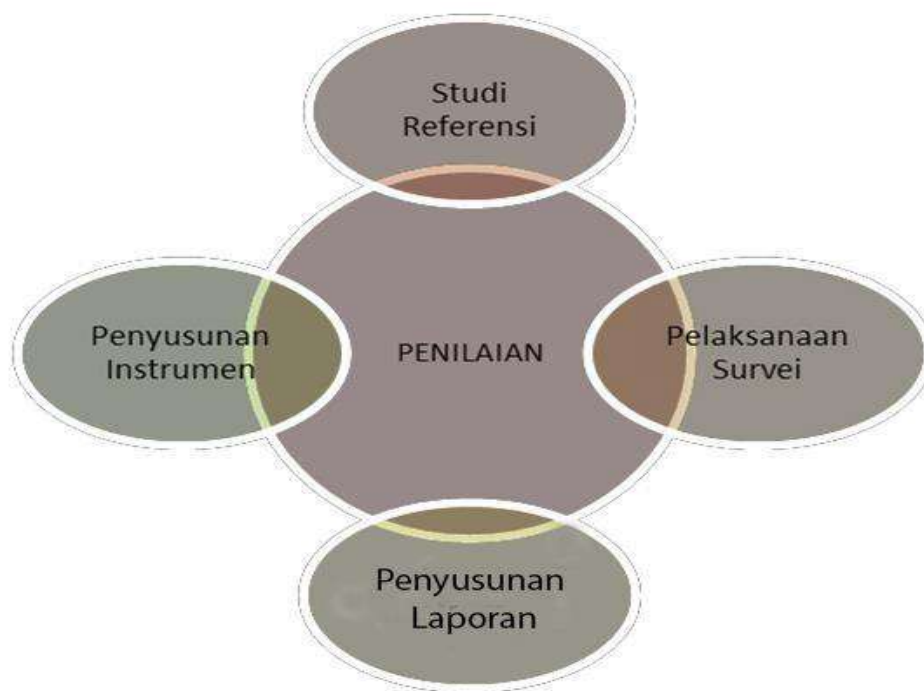 Studi
Referensi
Penyusunan
Instrumen
PENILAIAN
Pelaksanaan
Survei
Penyusunan
Laporan